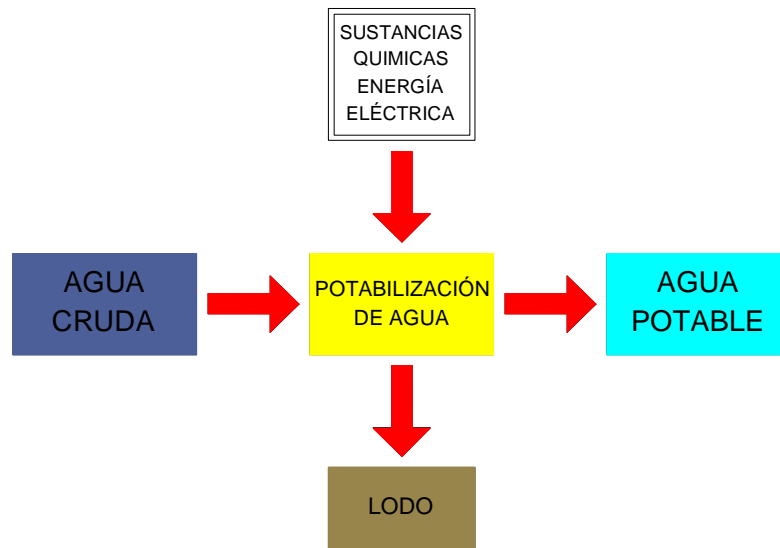 SUSTANCIAS
QUIMICAS
ENERGÍA
ELÉCTRICA
AGUA
CRUDA
POTABILIZACIÓN
DE AGUA
AGUA
POTABLE
LODO